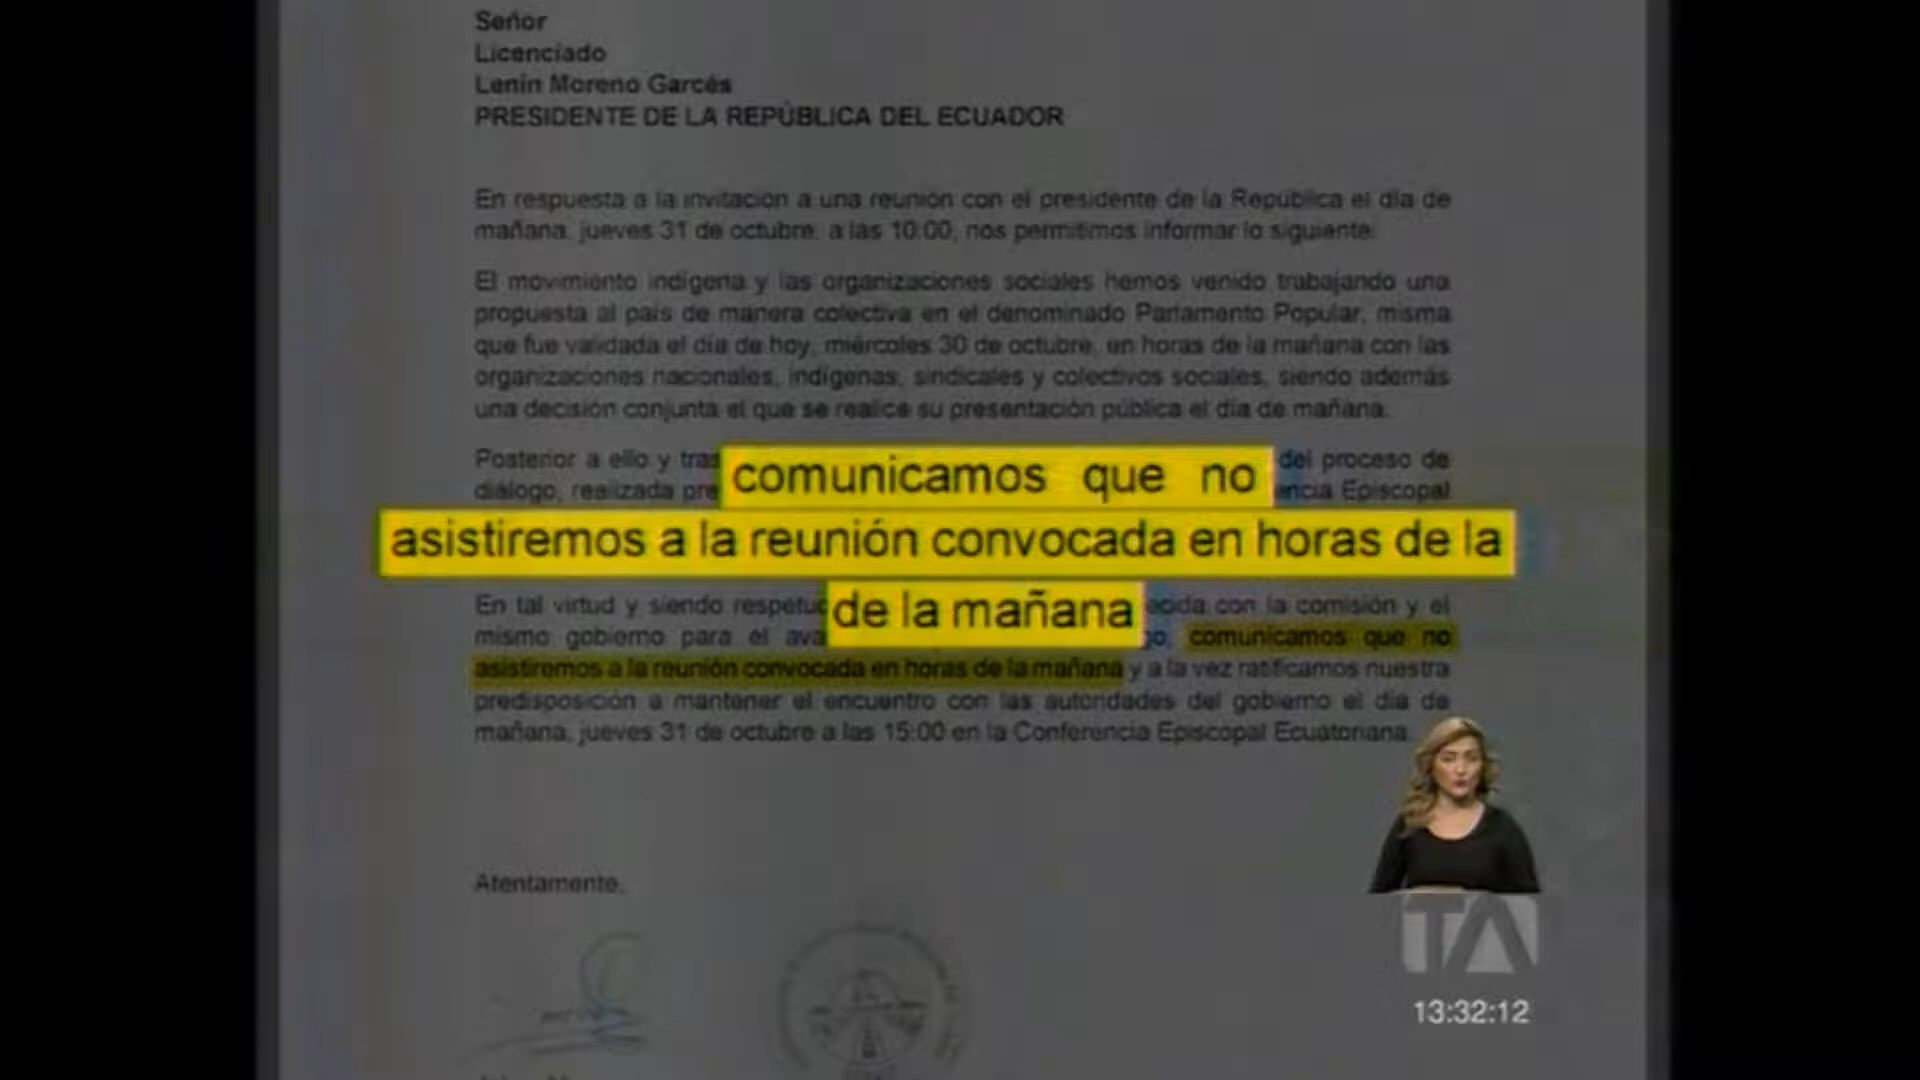 Señor
Licenciado
Lenín Moreno Garcés
PRESIDENTE DE LA REPÚBLICA DEL ECUADOR
En respuesta a la invitación a una reunión con el presidente de la República el día de
mañana, jueves 31 de octubre, a las 10:00, nos permitimos informar lo siguiente:
El movimiento indígena y las organizaciones sociales hemos venido trabajando una
propuesta al país de manera colectiva en el denominado Parlamento Popular, misma
que fue validada el día de hoy, miércoles 30 de octubre, en horas de la mañana con las
organizaciones nacionales, indígenas, sindicales y colectivos sociales, siendo además
una decisión conjunta el que se realice su presentación pública el día de mañana.
Posterior a ello y tras del proceso de
diálogo, realizada pre encia Episcopal
comunicamos que no
asistiremos a la reunión convocada en horas de la
de la mañana
En tal virtud y siendo respetuo ecida con la comisión y el
mismo gobierno para el ava go, comunicamos que no
asistiremos a la reunión convocada en horas de la mañana y a la vez ratificamos nuestra
predisposición a mantener el encuentro con las autoridades del gobierno el día de
mañana, jueves 31 de octubre a las 15:00 en la Conferencia Episcopal Ecuatoriana.
Atentamente,
TA
13:32:12